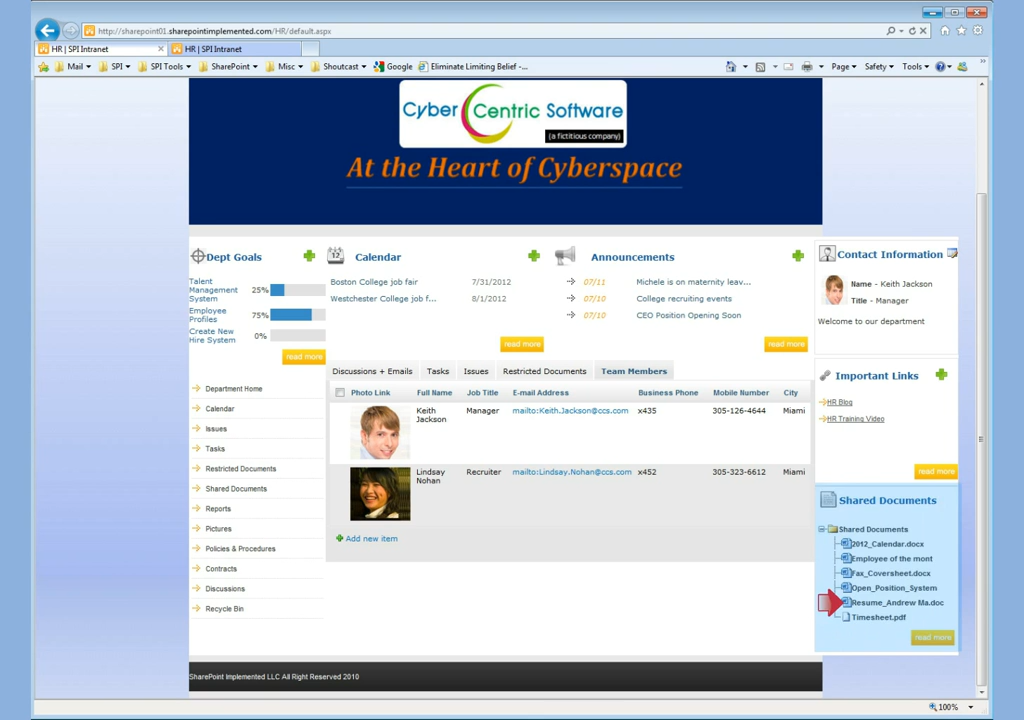 http://sharepoint01.sharepointimplemented.com/HR/default.aspx
HR | SPI Intranet
HR | SPI Intranet
Mail
SPI
SPI Tools
SharePoint
Misc
Shoutcast
Google
Eliminate Limiting Belief -...
Page
Safety
Tools
Cyber Centric Software
(a fictitious company)
At the Heart of Cyberspace
Dept Goals
Talent Management System 25%
Employee Profiles 75%
Create New Hire System 0%
read more
12
Calendar
Boston College job fair 7/31/2012
Westchester College job f... 8/1/2012
read more
Announcements
07/11 Michele is on maternity leav...
07/10 College recruiting events
07/10 CEO Position Opening Soon
read more
Contact Information
Name - Keith Jackson
Title - Manager
Welcome to our department
Department Home
Calendar
Issues
Tasks
Restricted Documents
Shared Documents
Reports
Pictures
Policies & Procedures
Contracts
Discussions
Recycle Bin
Discussions + Emails Tasks Issues Restricted Documents Team Members
Photo Link Full Name Job Title E-mail Address Business Phone Mobile Number City
Keith Jackson Manager mailto:Keith.Jackson@ccs.com x435 305-126-4644 Miami
Lindsay Nohan Recruiter mailto:Lindsay.Nohan@ccs.com x452 305-323-6612 Miami
Add new item
Important Links
HR Blog
HR Training Video
read more
Shared Documents
Shared Documents
2012_Calendar.docx
Employee of the mont
Fax_Coversheet.docx
Open_Position_System
Resume_Andrew Ma.doc
Timesheet.pdf
read more
SharePoint Implemented LLC All Right Reserved 2010
100%